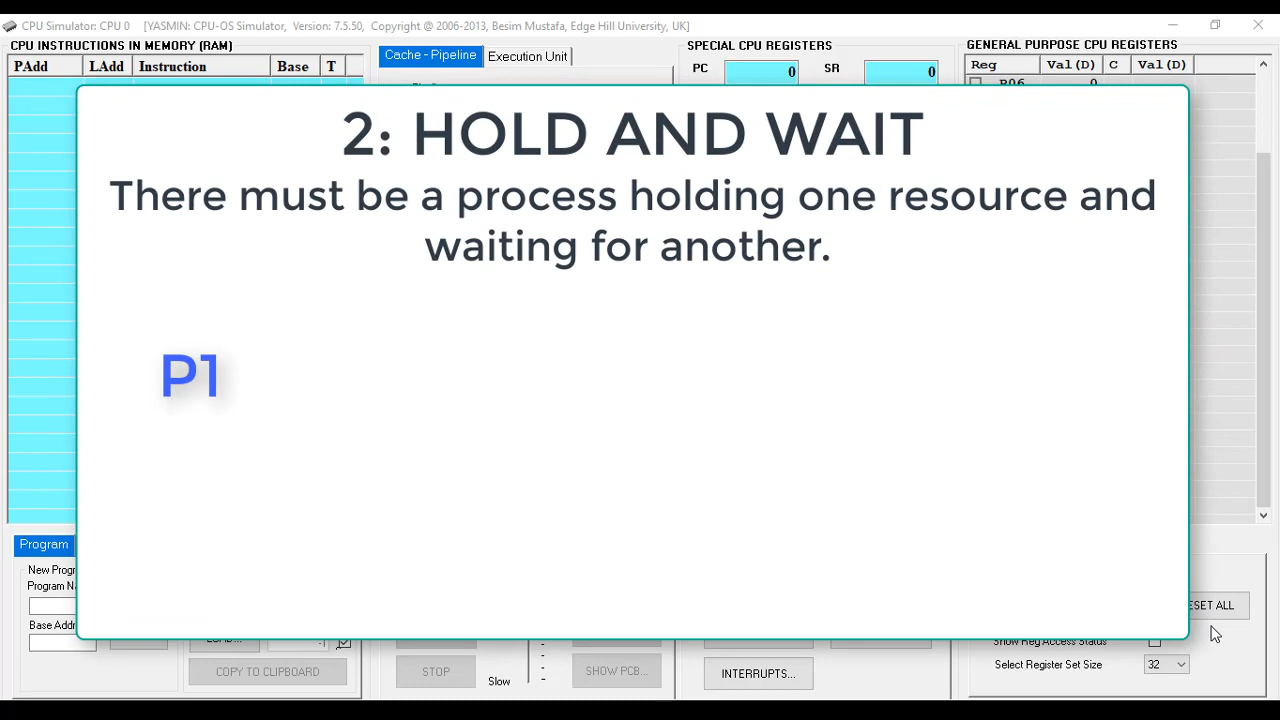 CPU Simulator: CPU 0 [YASMIN: CPU-OS Simulator, Version: 7.5.50, Copyright @ 2006-2013, Besim Mustafa, Edge Hill University, UK]
CPU INSTRUCTIONS IN MEMORY (RAM)
PAdd LAdd Instruction Base T
Cache - Pipeline Execution Unit
SPECIAL CPU REGISTERS
PC 0 SR 0
GENERAL PURPOSE CPU REGISTERS
Reg Val (D) C Val (D)
R06 0
2: HOLD AND WAIT
There must be a process holding one resource and
waiting for another.
P1
Program
New Progr
Program Na
Base Addr
COPY TO CLIPBOARD
STOP
Slow
SHOW PCB...
INTERRUPTS...
ESET ALL
Show Reg Access Status
Select Register Set Size 32